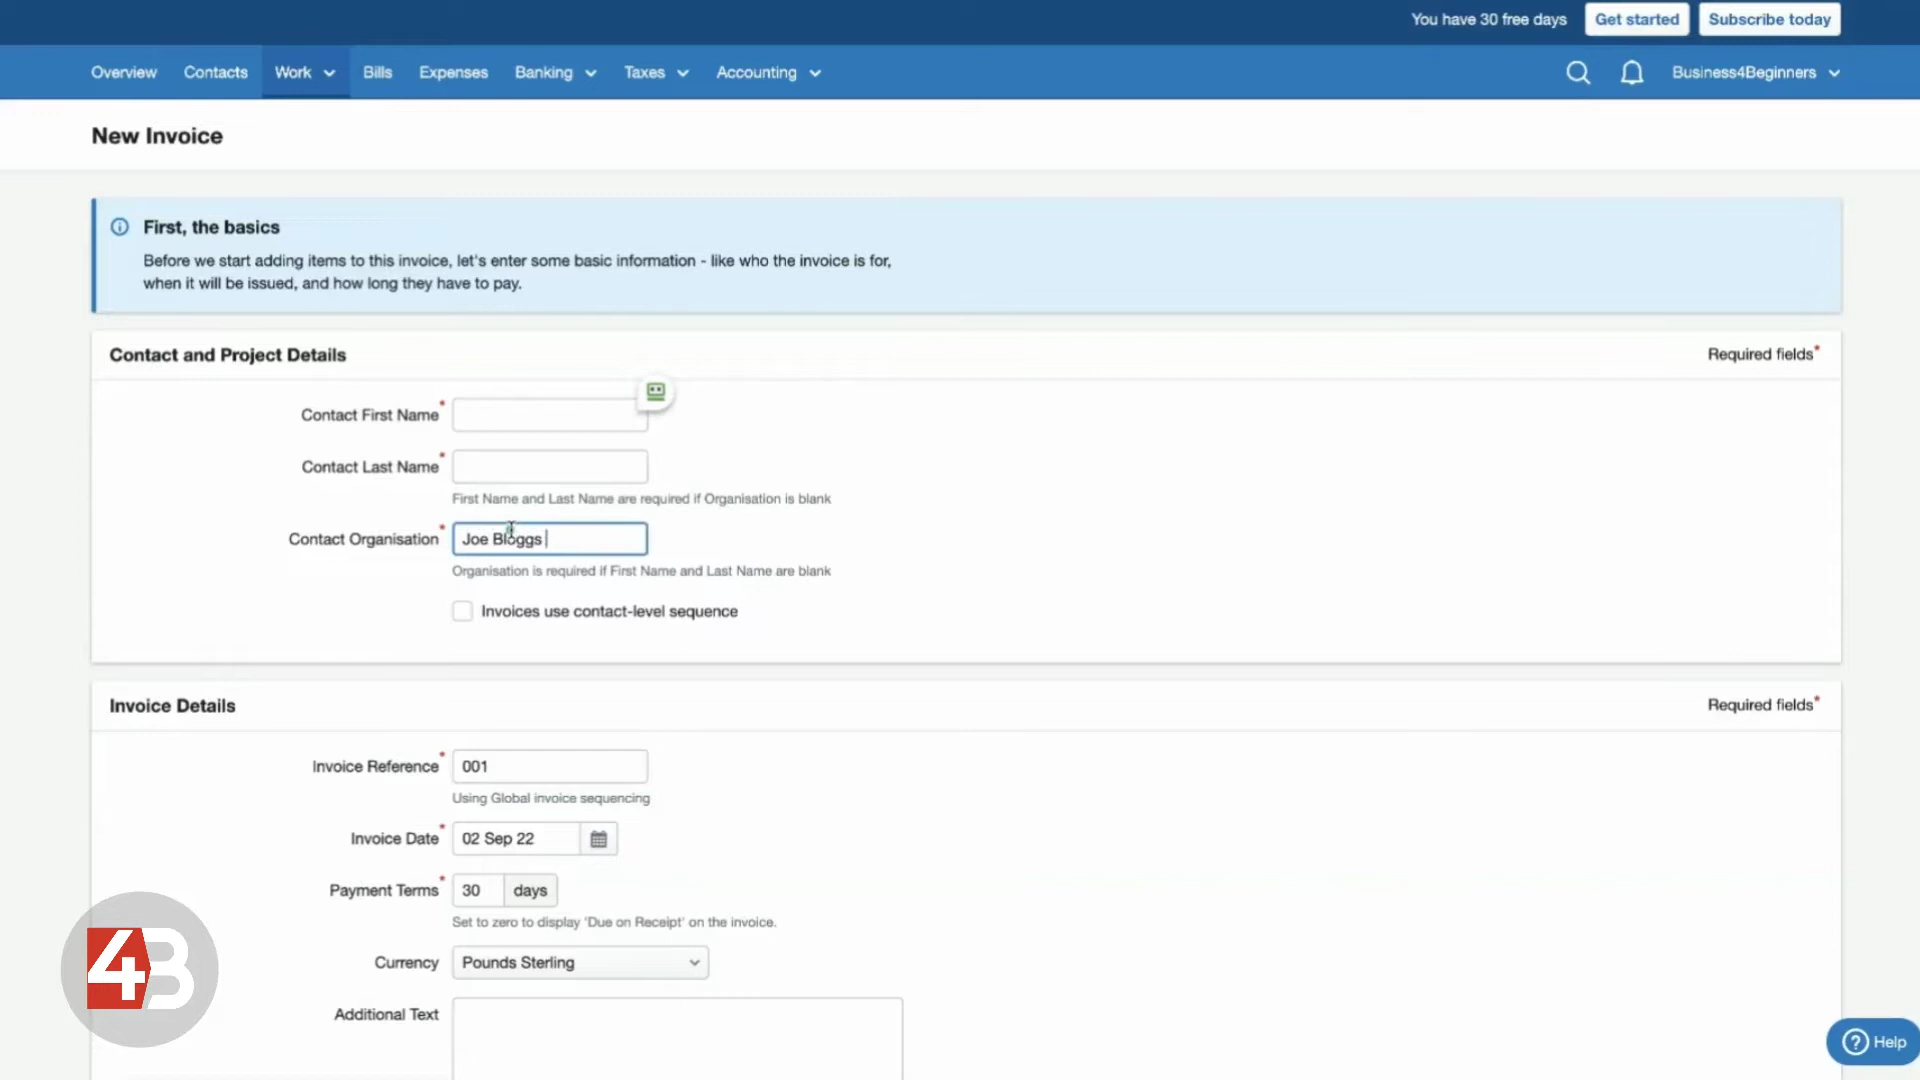 You have 30 free days Get started Subscribe today
Overview Contacts Work Bills Expenses Banking Taxes Accounting Business4Beginners
New Invoice
First, the basics
Before we start adding items to this invoice, let's enter some basic information - like who the invoice is for,
when it will be issued, and how long they have to pay.
Contact and Project Details Required fields*
Contact First Name*
Contact Last Name*
First Name and Last Name are required if Organisation is blank
Contact Organisation* Joe Bloggs
Organisation is required if First Name and Last Name are blank
Invoices use contact-level sequence
Invoice Details Required fields*
Invoice Reference* 001
Using Global invoice sequencing
Invoice Date* 02 Sep 22
Payment Terms* 30 days
Set to zero to display 'Due on Receipt' on the invoice.
Currency Pounds Sterling
Additional Text
4B
? Help